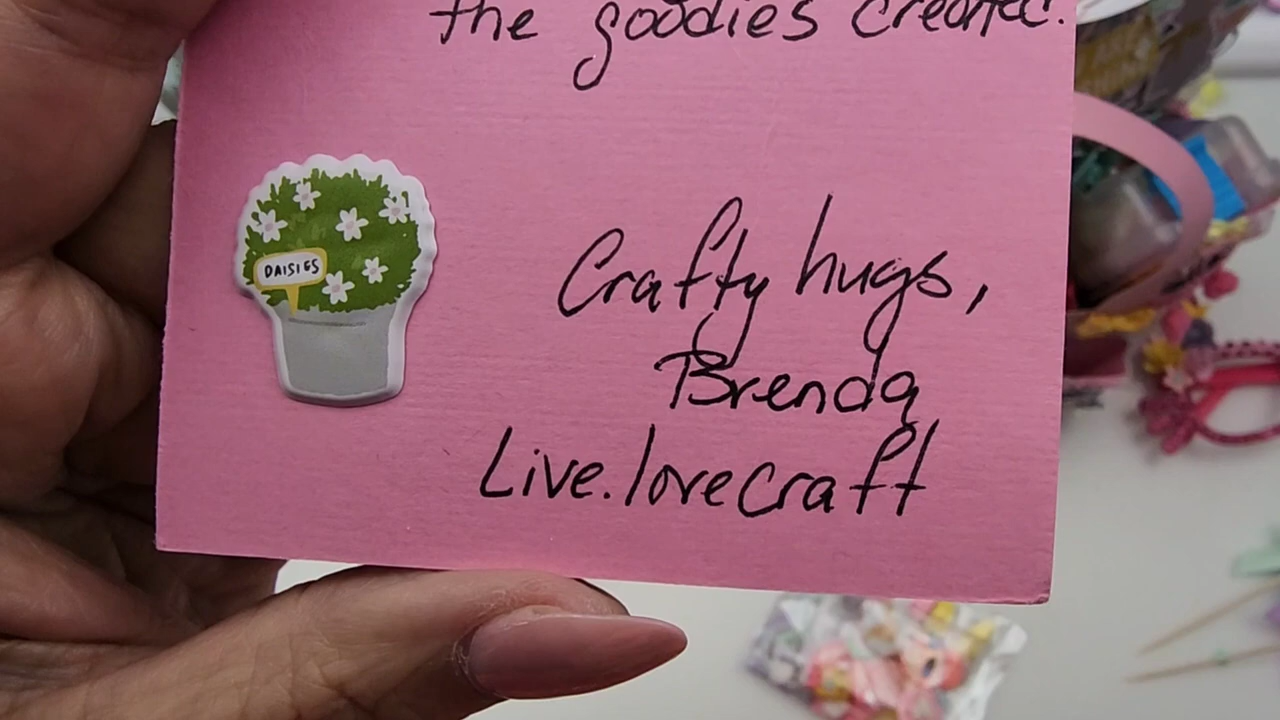 the goodies created.
DAISIES
Crafty hugs,
Brenda
Live.lovecraft